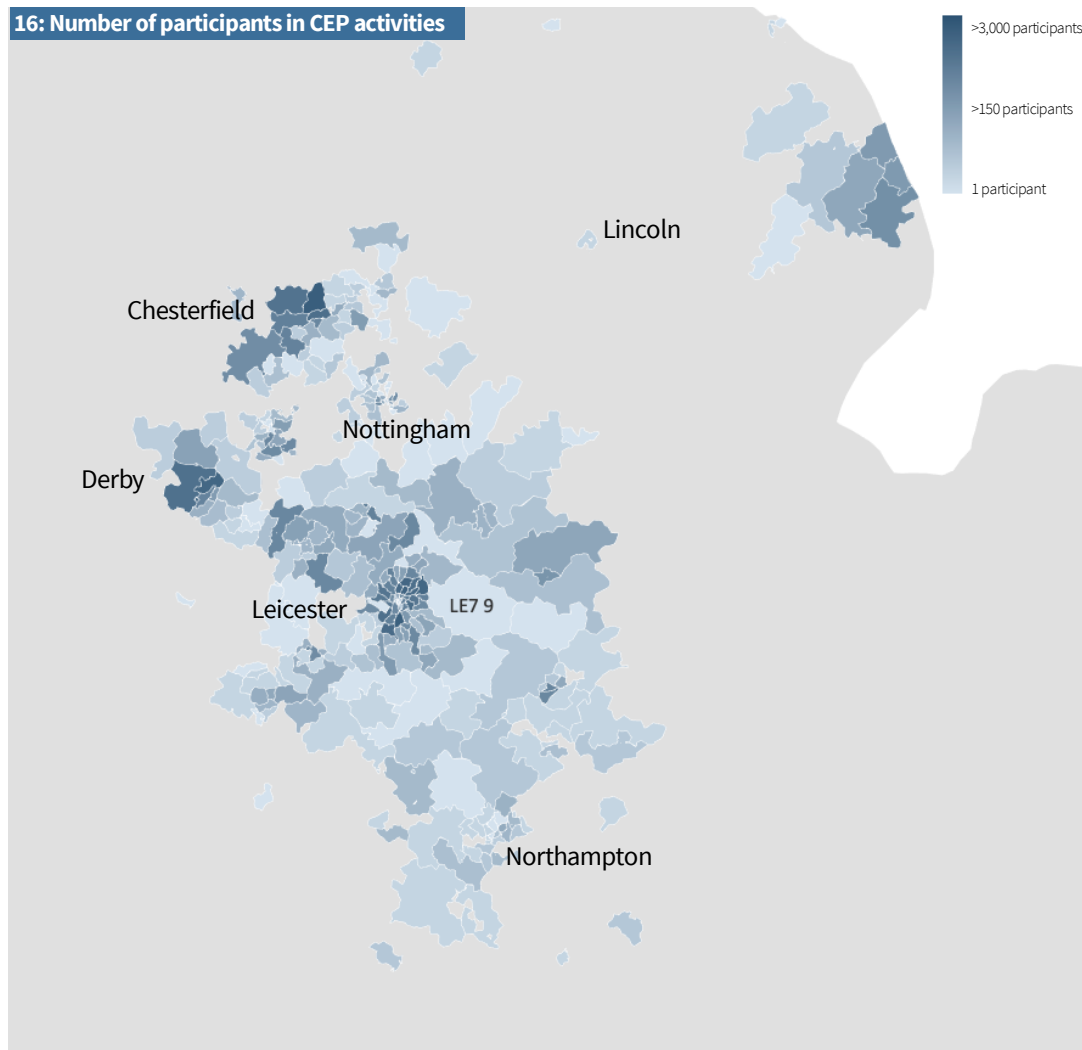 16: Number of participants in CEP activities
>3,000 participants
>150 participants
1 participant
Lincoln
Chesterfield
Nottingham
Derby
Leicester
LE7 9
Northampton